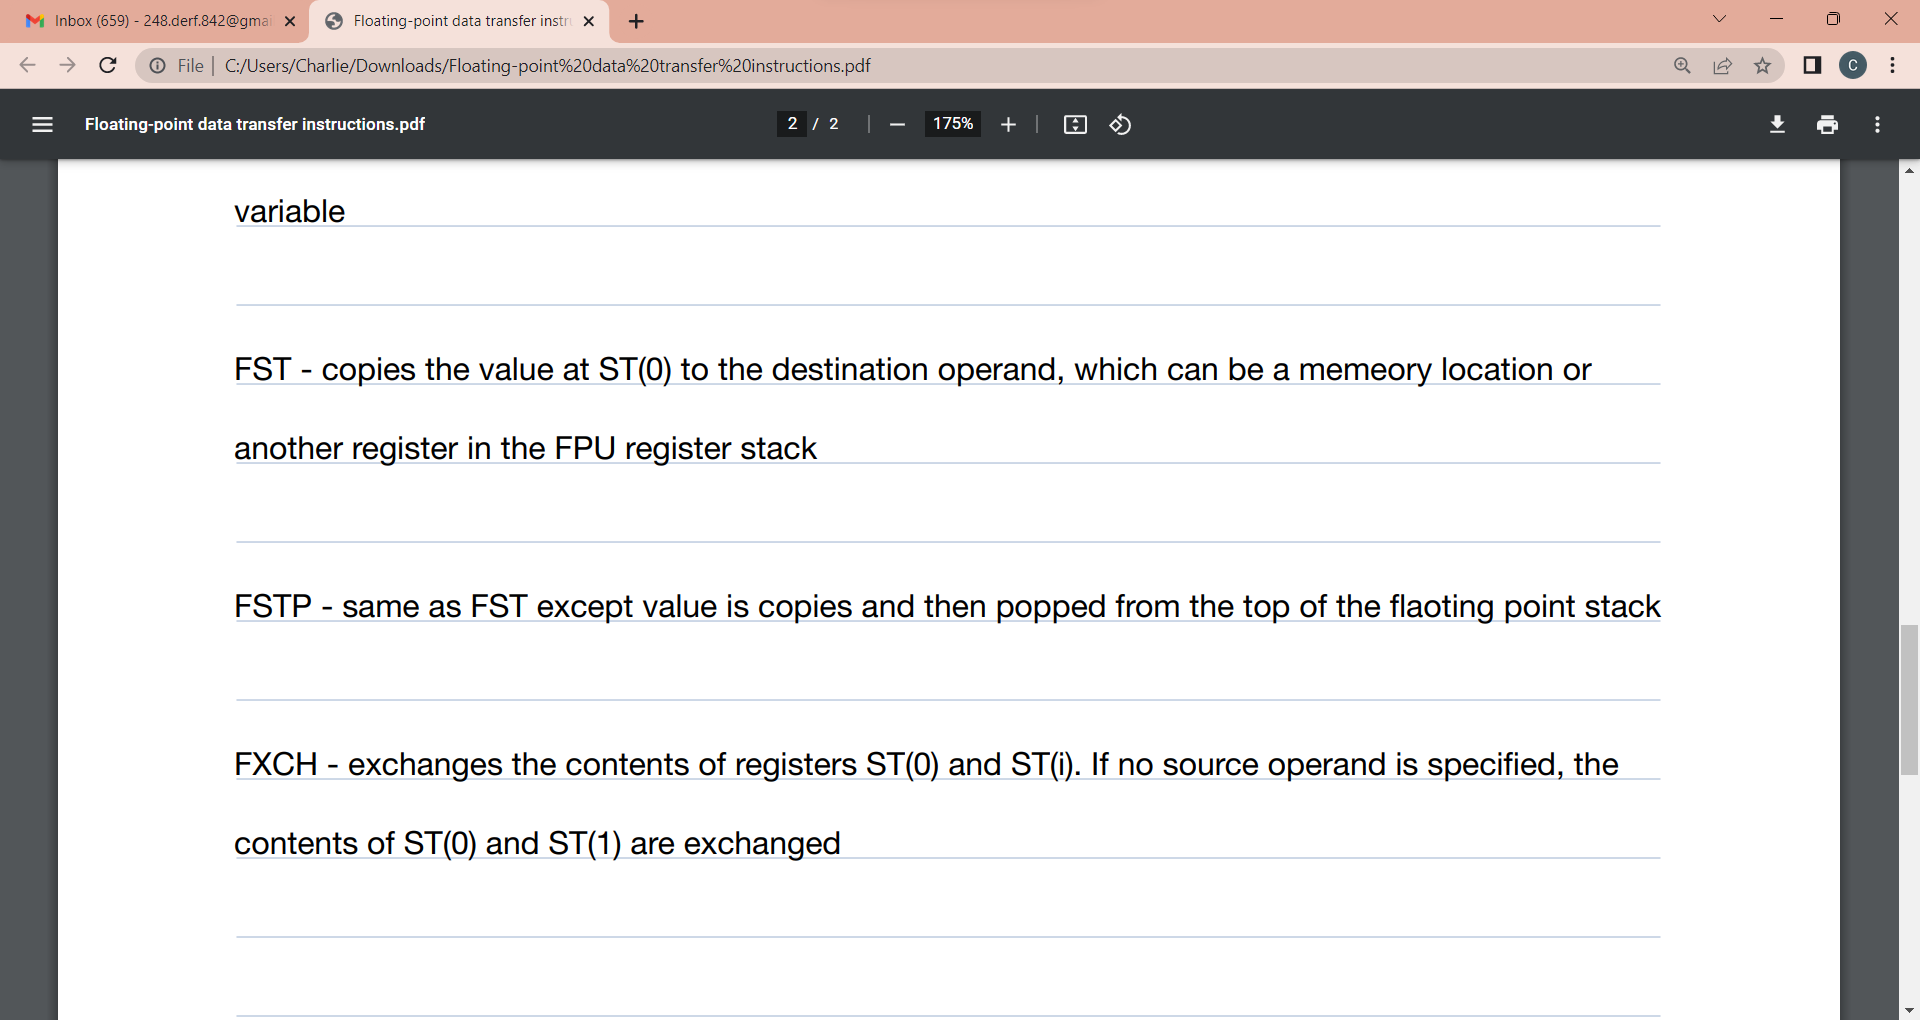 Inbox (659) - 248.derf.842@gmai
Floating-point data transfer instr
File
C:/Users/Charlie/Downloads/Floating-point%20data%20transfer%20instructions.pdf
C
Floating-point data transfer instructions.pdf
2 / 2
175%
variable
FST - copies the value at ST(0) to the destination operand, which can be a memeory location or
another register in the FPU register stack
FSTP - same as FST except value is copies and then popped from the top of the flaoting point stack
FXCH - exchanges the contents of registers ST(0) and ST(i). If no source operand is specified, the
contents of ST(0) and ST(1) are exchanged